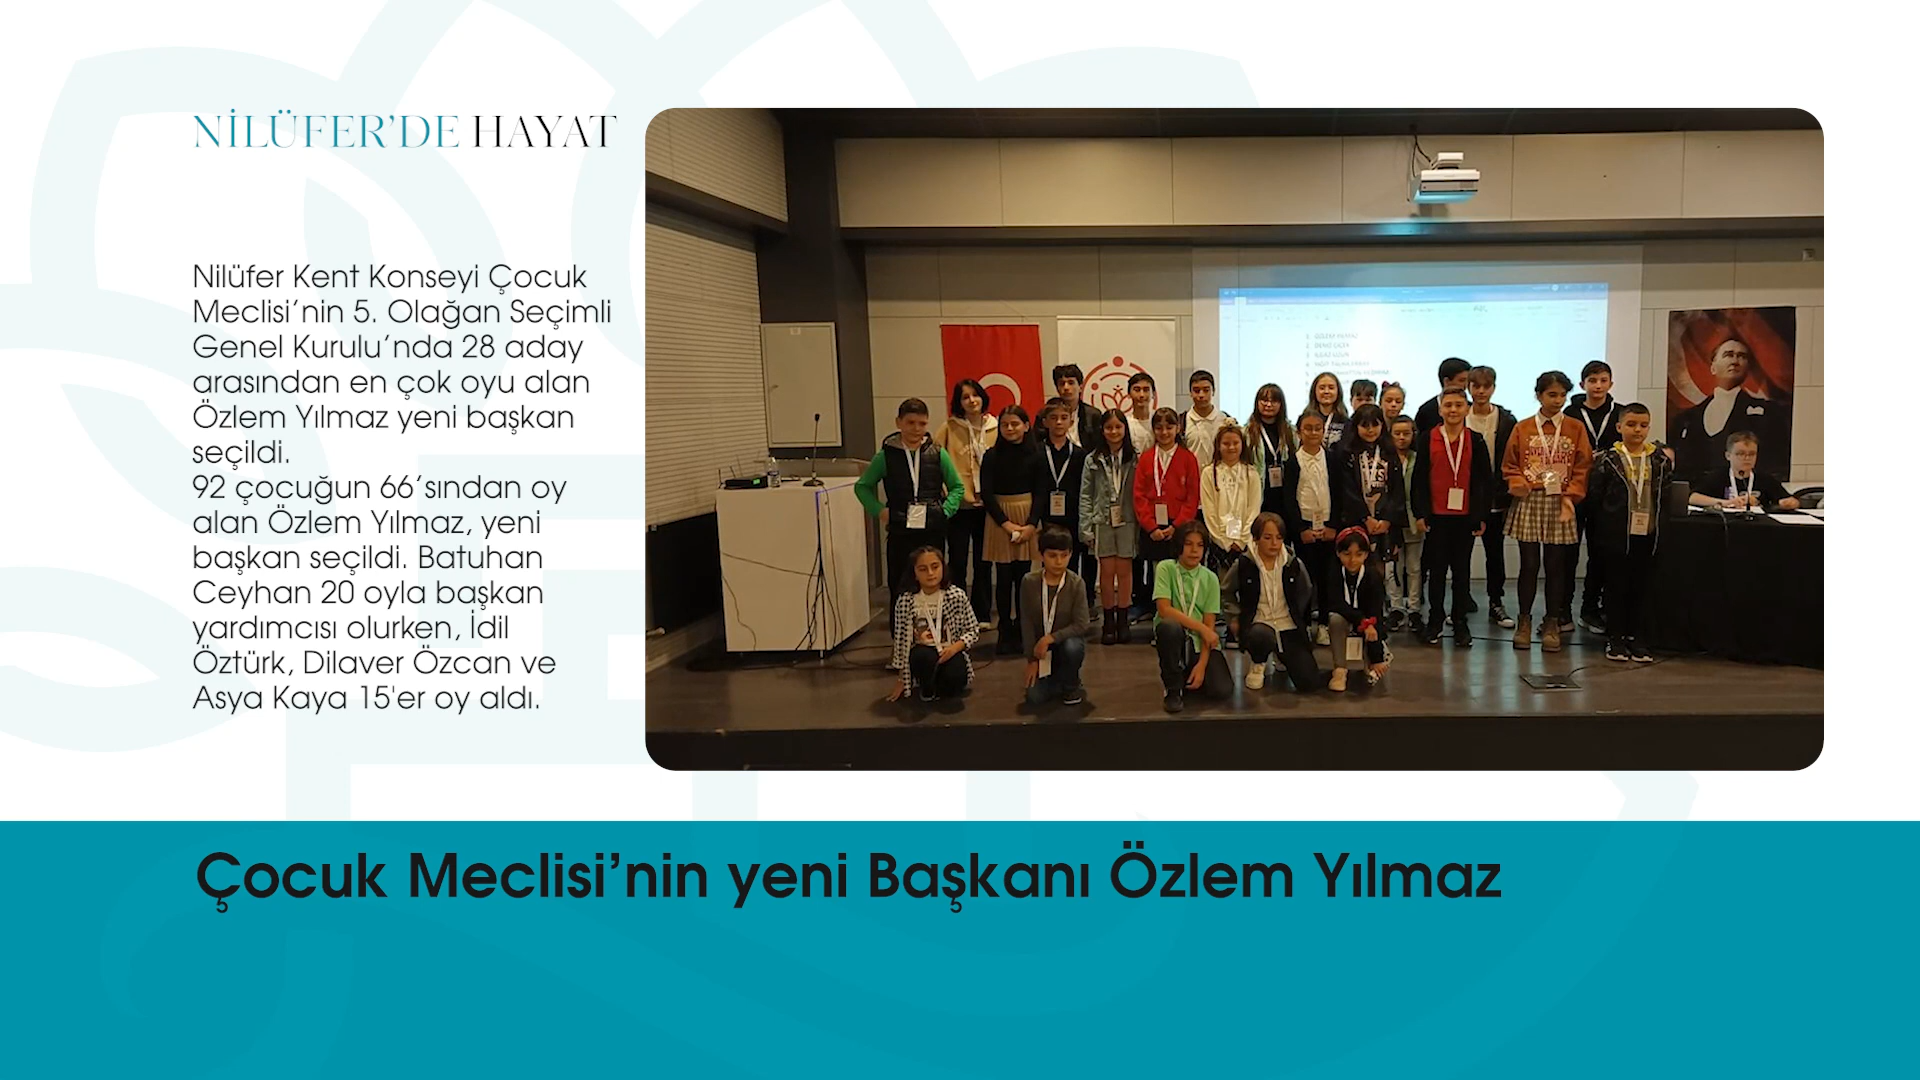 NİLÜFER'DE HAYAT
Nilüfer Kent Konseyi Çocuk
Meclisi'nin 5. Olağan Seçimli
Genel Kurulu'nda 28 aday
arasından en çok oyu alan
Özlem Yılmaz yeni başkan
seçildi.
92 çocuğun 66'sından oy
alan Özlem Yılmaz, yeni
başkan seçildi. Batuhan
Ceyhan 20 oyla başkan
yardımcısı olurken, İdil
Öztürk, Dilaver Özcan ve
Asya Kaya 15'er oy aldı.
Çocuk Meclisi'nin yeni Başkanı Özlem Yılmaz